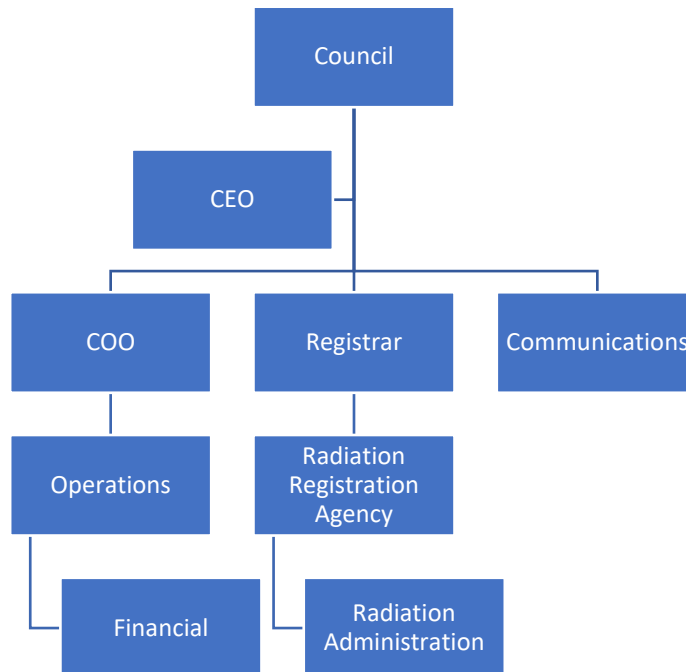 Council
CEO
COO
Registrar
Communications
Operations
Radiation
Registration
Agency
Financial
Radiation
Administration